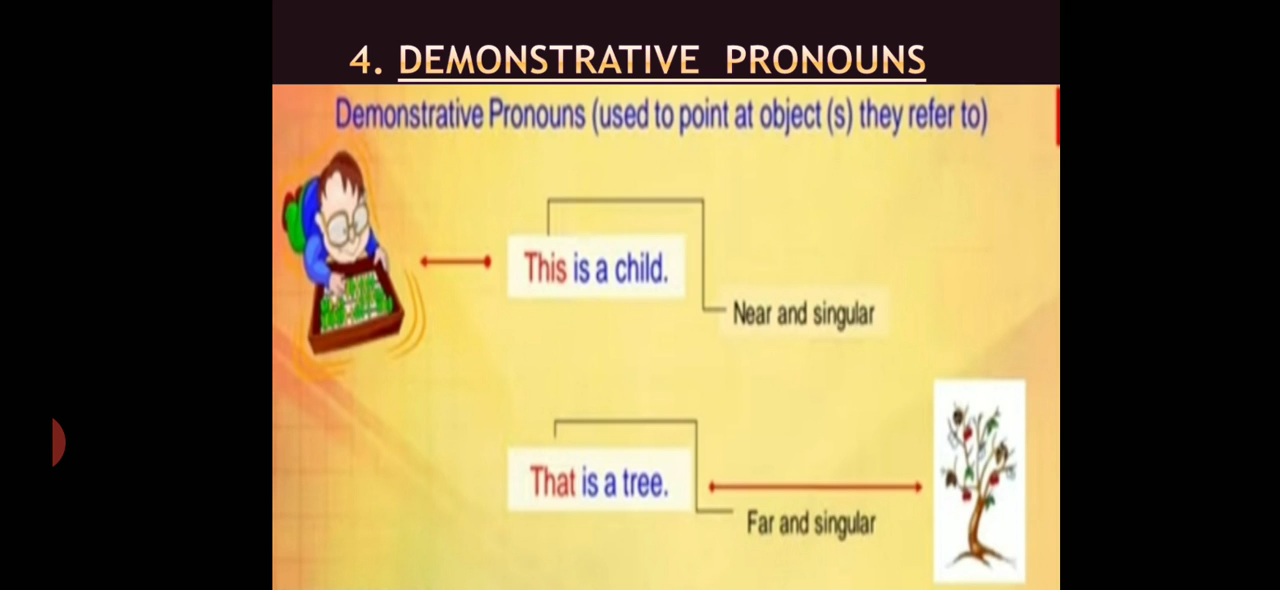 4. DEMONSTRATIVE PRONOUNS
Demonstrative Pronouns (used to point at object (s) they refer to)
This is a child.
Near and singular
That is a tree.
Far and singular